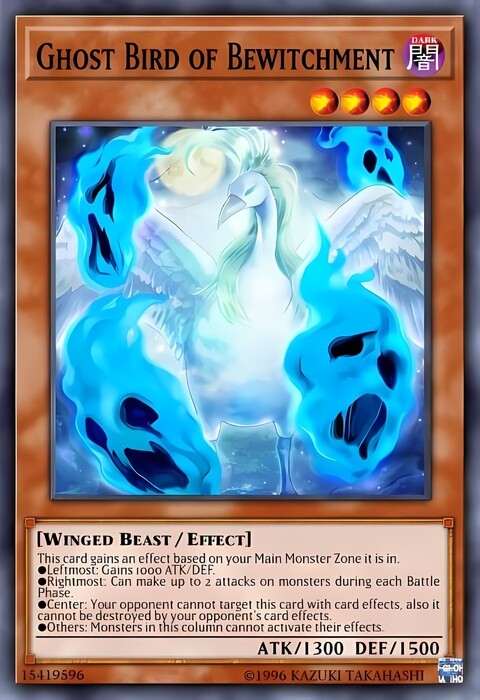 GHOST BIRD OF BEWITCHMENT
DARK
闇
[WINGED BEAST / EFFECT]
This card gains an effect based on your Main Monster Zone it is in.
●Leftmost: Gains 1000 ATK/DEF.
●Rightmost: Can make up to 2 attacks on monsters during each Battle
Phase.
●Center: Your opponent cannot target this card with card effects, also it
cannot be destroyed by your opponent's card effects.
●Others: Monsters in this column cannot activate their effects.
ATK/1300 DEF/1500
15419596
©1996 KAZUKI TAKAHASHI